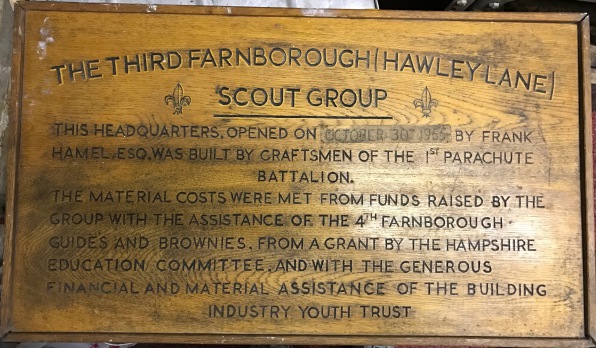 THE THIRD FARNBOROUGH (HAWLEY LANE)
SCOUT GROUP
THIS HEADQUARTERS, OPENED ON OCTOBER 30TH 1965, BY FRANK
HAMEL, ESQ. WAS BUILT BY CRAFTSMEN OF THE 1ST PARACHUTE
BATTALION.
THE MATERIAL COSTS WERE MET FROM FUNDS RAISED BY THE
GROUP WITH THE ASSISTANCE OF THE 4TH FARNBOROUGH
GUIDES AND BROWNIES, FROM A GRANT BY THE HAMPSHIRE
EDUCATION COMMITTEE, AND WITH THE GENEROUS
FINANCIAL AND MATERIAL ASSISTANCE OF THE BUILDING
INDUSTRY YOUTH TRUST